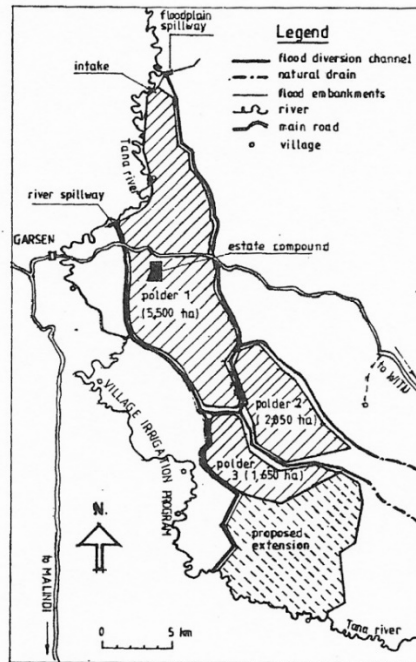 floodplain
spillway
Legend
flood diversion channel
natural drain
flood embankments
river
main road
village
intake
Tana river
river spillway
GARSEN
estate compound
polder 1
(5,500 ha)
to WITU
polder 2
(2,850 ha)
polder
3 (1,650 ha)
VILLAGE IRRIGATION PROGRAM
proposed
extension
N.
to MALINDI
0 5 km
Tana river